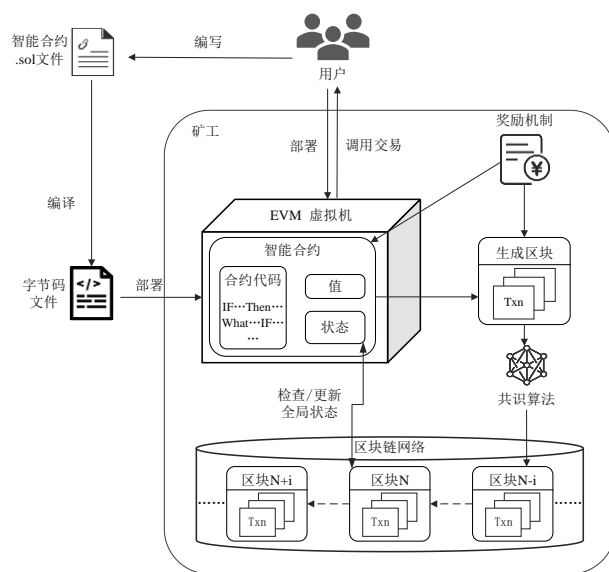 智能合约
.sol文件
编写
用户
矿工
奖励机制
部署
调用交易
编译
EVM 虚拟机
智能合约
生成区块
字节码
文件
</>
部署
合约代码
IF…Then…
What…IF…
…
值
状态
Txn
检查/更新
全局状态
共识算法
区块链网络
区块N+i
区块N
区块N-i
……
Txn
Txn
Txn
……